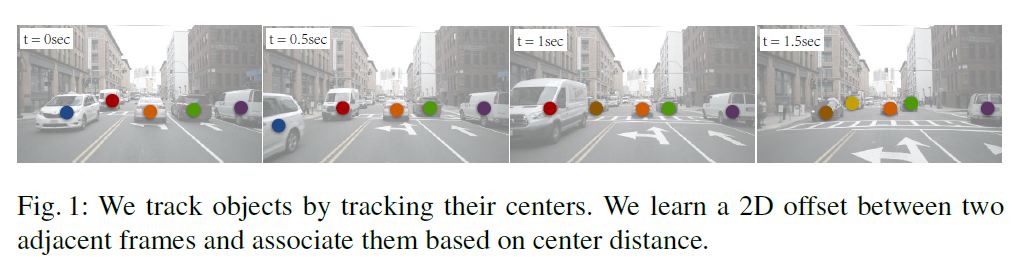 t = 0sec
t = 0.5sec
t = 1sec
t = 1.5sec
Fig. 1: We track objects by tracking their centers. We learn a 2D offset between two
adjacent frames and associate them based on center distance.